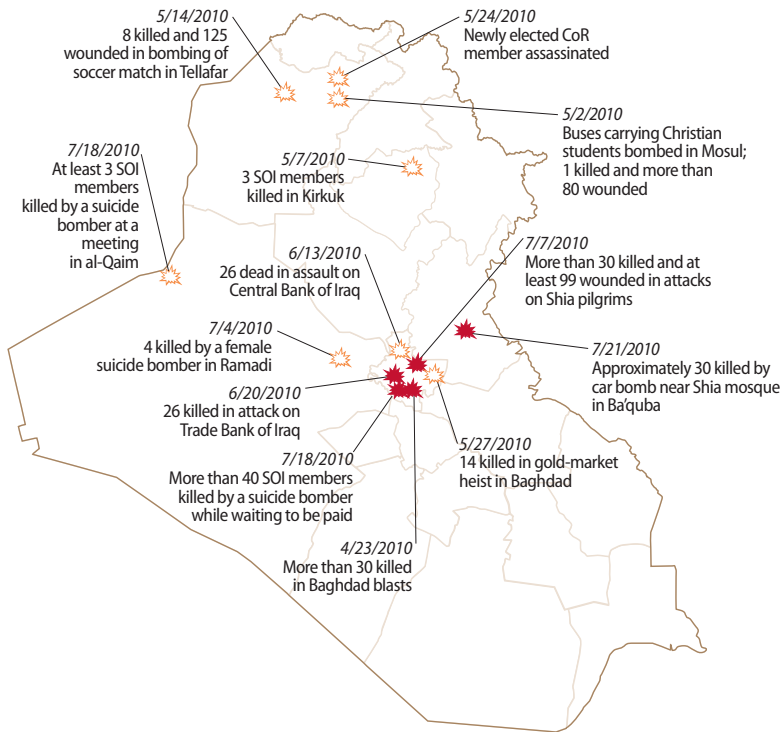 5/14/2010
8 killed and 125
wounded in bombing of
soccer match in Tellafar
5/24/2010
Newly elected CoR
member assassinated
5/2/2010
Buses carrying Christian
students bombed in Mosul;
1 killed and more than
80 wounded
7/18/2010
At least 3 SOI
members
killed by a suicide
bomber at a
meeting
in al-Qaim
5/7/2010
3 SOI members
killed in Kirkuk
6/13/2010
26 dead in assault on
Central Bank of Iraq
7/7/2010
More than 30 killed and at
least 99 wounded in attacks
on Shia pilgrims
7/4/2010
4 killed by a female
suicide bomber in Ramadi
7/21/2010
Approximately 30 killed by
car bomb near Shia mosque
in Ba'quba
6/20/2010
26 killed in attack on
Trade Bank of Iraq
5/27/2010
14 killed in gold-market
heist in Baghdad
7/18/2010
More than 40 SOI members
killed by a suicide bomber
while waiting to be paid
4/23/2010
More than 30 killed
in Baghdad blasts